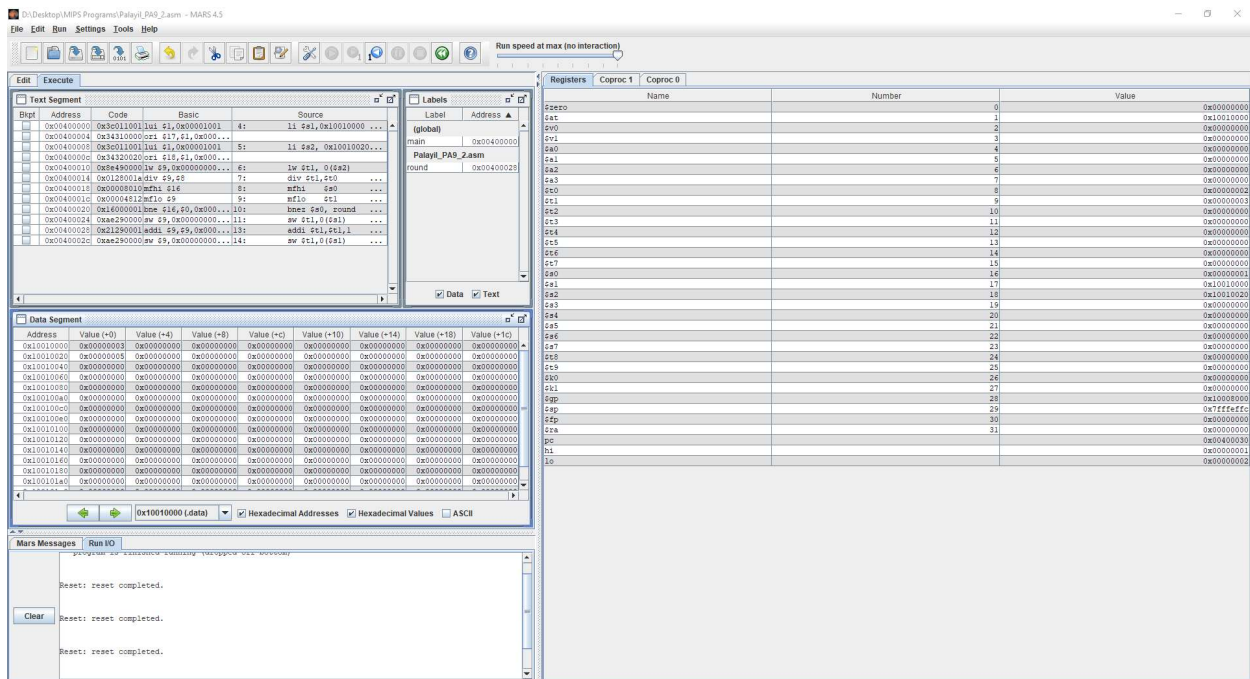 D:\Desktop\MIPS Programs\Palayil_PA9_2.asm - MARS 4.5
File Edit Run Settings Tools Help
Run speed at max (no interaction)
Edit Execute
Text Segment
Bkpt Address Code Basic Source
0x00400000 0x3c011001 lui $1,0x00001001 4: li $s1,0x10010000 ...
0x00400004 0x34310000 ori $17,$1,0x000...
0x00400008 0x3c011001 lui $1,0x00001001 5: li $s2, 0x10010020...
0x0040000c 0x34320020 ori $18,$1,0x000...
0x00400010 0x8e490000 lw $9,0x00000000... 6: lw $t1, 0($s2)
0x00400014 0x0128001a div $9,$8 7: div $t1,$t0 ...
0x00400018 0x00008010 mfhi $16 8: mfhi $s0 ...
0x0040001c 0x00004812 mflo $9 9: mflo $t1 ...
0x00400020 0x16000001 bne $16,$0,0x000... 10: bnez $s0, round ...
0x00400024 0xae290000 sw $9,0x00000000... 11: sw $t1,0($s1) ...
0x00400028 0x21290001 addi $9,$9,0x000... 13: addi $t1,$t1,1 ...
0x0040002c 0xae290000 sw $9,0x00000000... 14: sw $t1,0($s1) ...
Labels
Label Address ▲
(global)
main 0x00400000
Palayil_PA9_2.asm
round 0x00400028
Data Text
Data Segment
Address Value (+0) Value (+4) Value (+8) Value (+c) Value (+10) Value (+14) Value (+18) Value (+1c)
0x10010000 0x00000003 0x00000000 0x00000000 0x00000000 0x00000000 0x00000000 0x00000000 0x00000000
0x10010020 0x00000005 0x00000000 0x00000000 0x00000000 0x00000000 0x00000000 0x00000000 0x00000000
0x10010040 0x00000000 0x00000000 0x00000000 0x00000000 0x00000000 0x00000000 0x00000000 0x00000000
0x10010060 0x00000000 0x00000000 0x00000000 0x00000000 0x00000000 0x00000000 0x00000000 0x00000000
0x10010080 0x00000000 0x00000000 0x00000000 0x00000000 0x00000000 0x00000000 0x00000000 0x00000000
0x100100a0 0x00000000 0x00000000 0x00000000 0x00000000 0x00000000 0x00000000 0x00000000 0x00000000
0x100100c0 0x00000000 0x00000000 0x00000000 0x00000000 0x00000000 0x00000000 0x00000000 0x00000000
0x100100e0 0x00000000 0x00000000 0x00000000 0x00000000 0x00000000 0x00000000 0x00000000 0x00000000
0x10010100 0x00000000 0x00000000 0x00000000 0x00000000 0x00000000 0x00000000 0x00000000 0x00000000
0x10010120 0x00000000 0x00000000 0x00000000 0x00000000 0x00000000 0x00000000 0x00000000 0x00000000
0x10010140 0x00000000 0x00000000 0x00000000 0x00000000 0x00000000 0x00000000 0x00000000 0x00000000
0x10010160 0x00000000 0x00000000 0x00000000 0x00000000 0x00000000 0x00000000 0x00000000 0x00000000
0x10010180 0x00000000 0x00000000 0x00000000 0x00000000 0x00000000 0x00000000 0x00000000 0x00000000
0x100101a0 0x00000000 0x00000000 0x00000000 0x00000000 0x00000000 0x00000000 0x00000000 0x00000000
0x10010000 (.data) Hexadecimal Addresses Hexadecimal Values ASCII
Mars Messages Run I/O
program is finished running (dropped off bottom)
Reset: reset completed.
Reset: reset completed.
Reset: reset completed.
Clear
Registers Coproc 1 Coproc 0
Name Number Value
$zero 0 0x00000000
$at 1 0x10010000
$v0 2 0x00000000
$v1 3 0x00000000
$a0 4 0x00000000
$a1 5 0x00000000
$a2 6 0x00000000
$a3 7 0x00000000
$t0 8 0x00000002
$t1 9 0x00000003
$t2 10 0x00000000
$t3 11 0x00000000
$t4 12 0x00000000
$t5 13 0x00000000
$t6 14 0x00000000
$t7 15 0x00000000
$s0 16 0x00000001
$s1 17 0x10010000
$s2 18 0x10010020
$s3 19 0x00000000
$s4 20 0x00000000
$s5 21 0x00000000
$s6 22 0x00000000
$s7 23 0x00000000
$t8 24 0x00000000
$t9 25 0x00000000
$k0 26 0x00000000
$k1 27 0x00000000
$gp 28 0x10008000
$sp 29 0x7fffeffc
$fp 30 0x00000000
$ra 31 0x00000000
pc 0x00400030
hi 0x00000001
lo 0x00000002